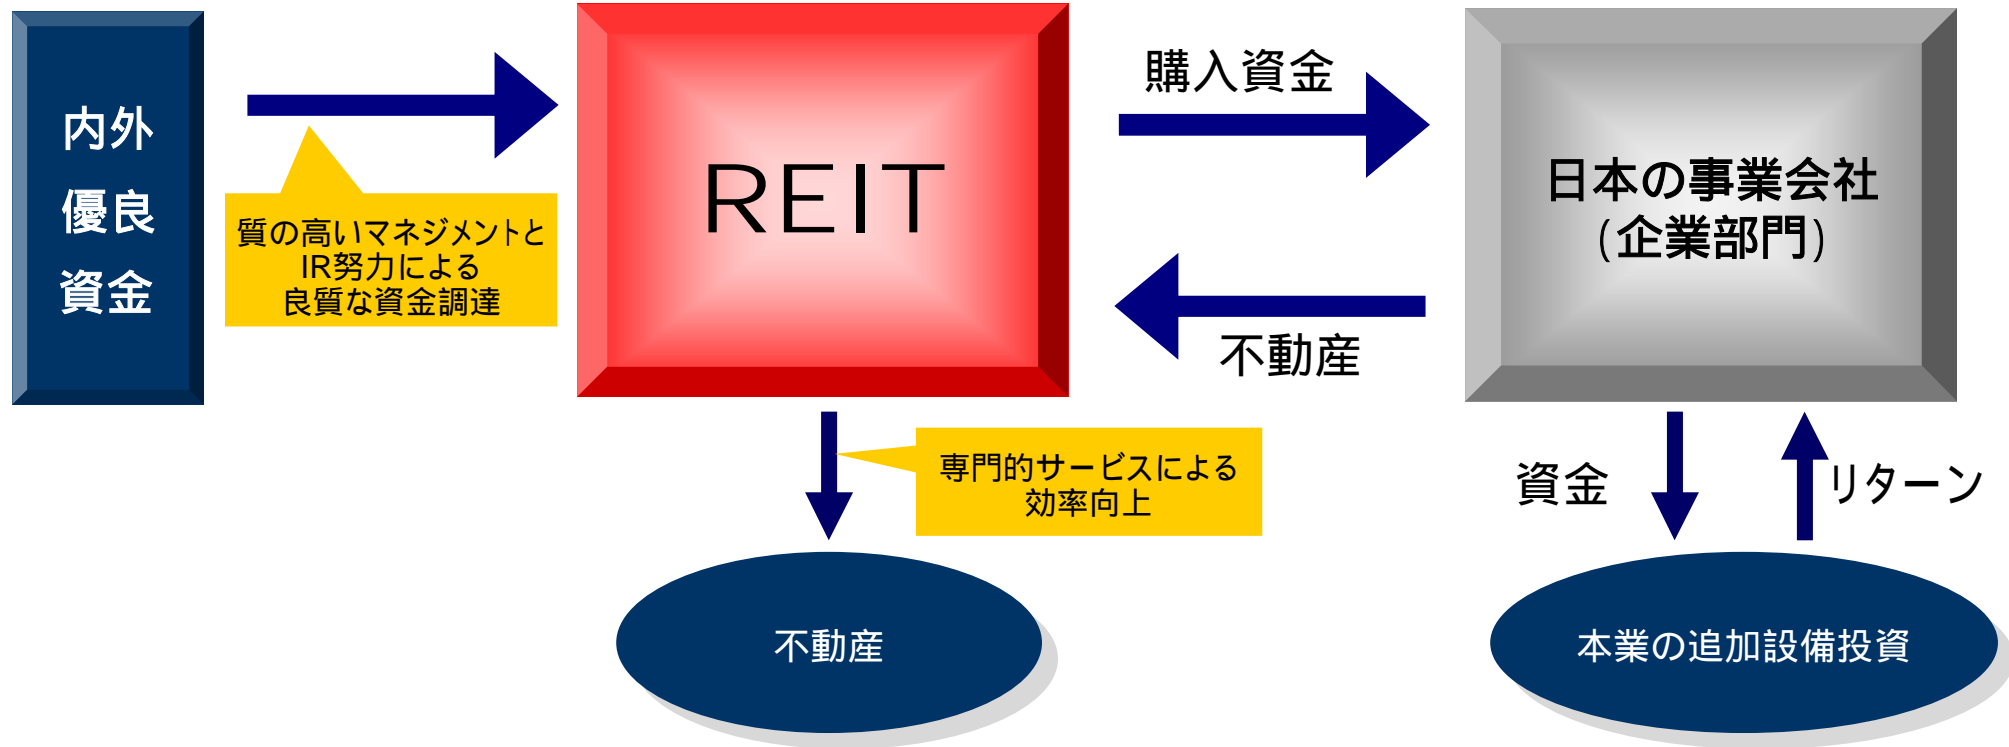 内外
優良
資金
質の高いマネジメントと
IR努力による
良質な資金調達
REIT
購入資金
不動産
日本の事業会社
(企業部門)
専門的サービスによる
効率向上
資金
リターン
不動産
本業の追加設備投資